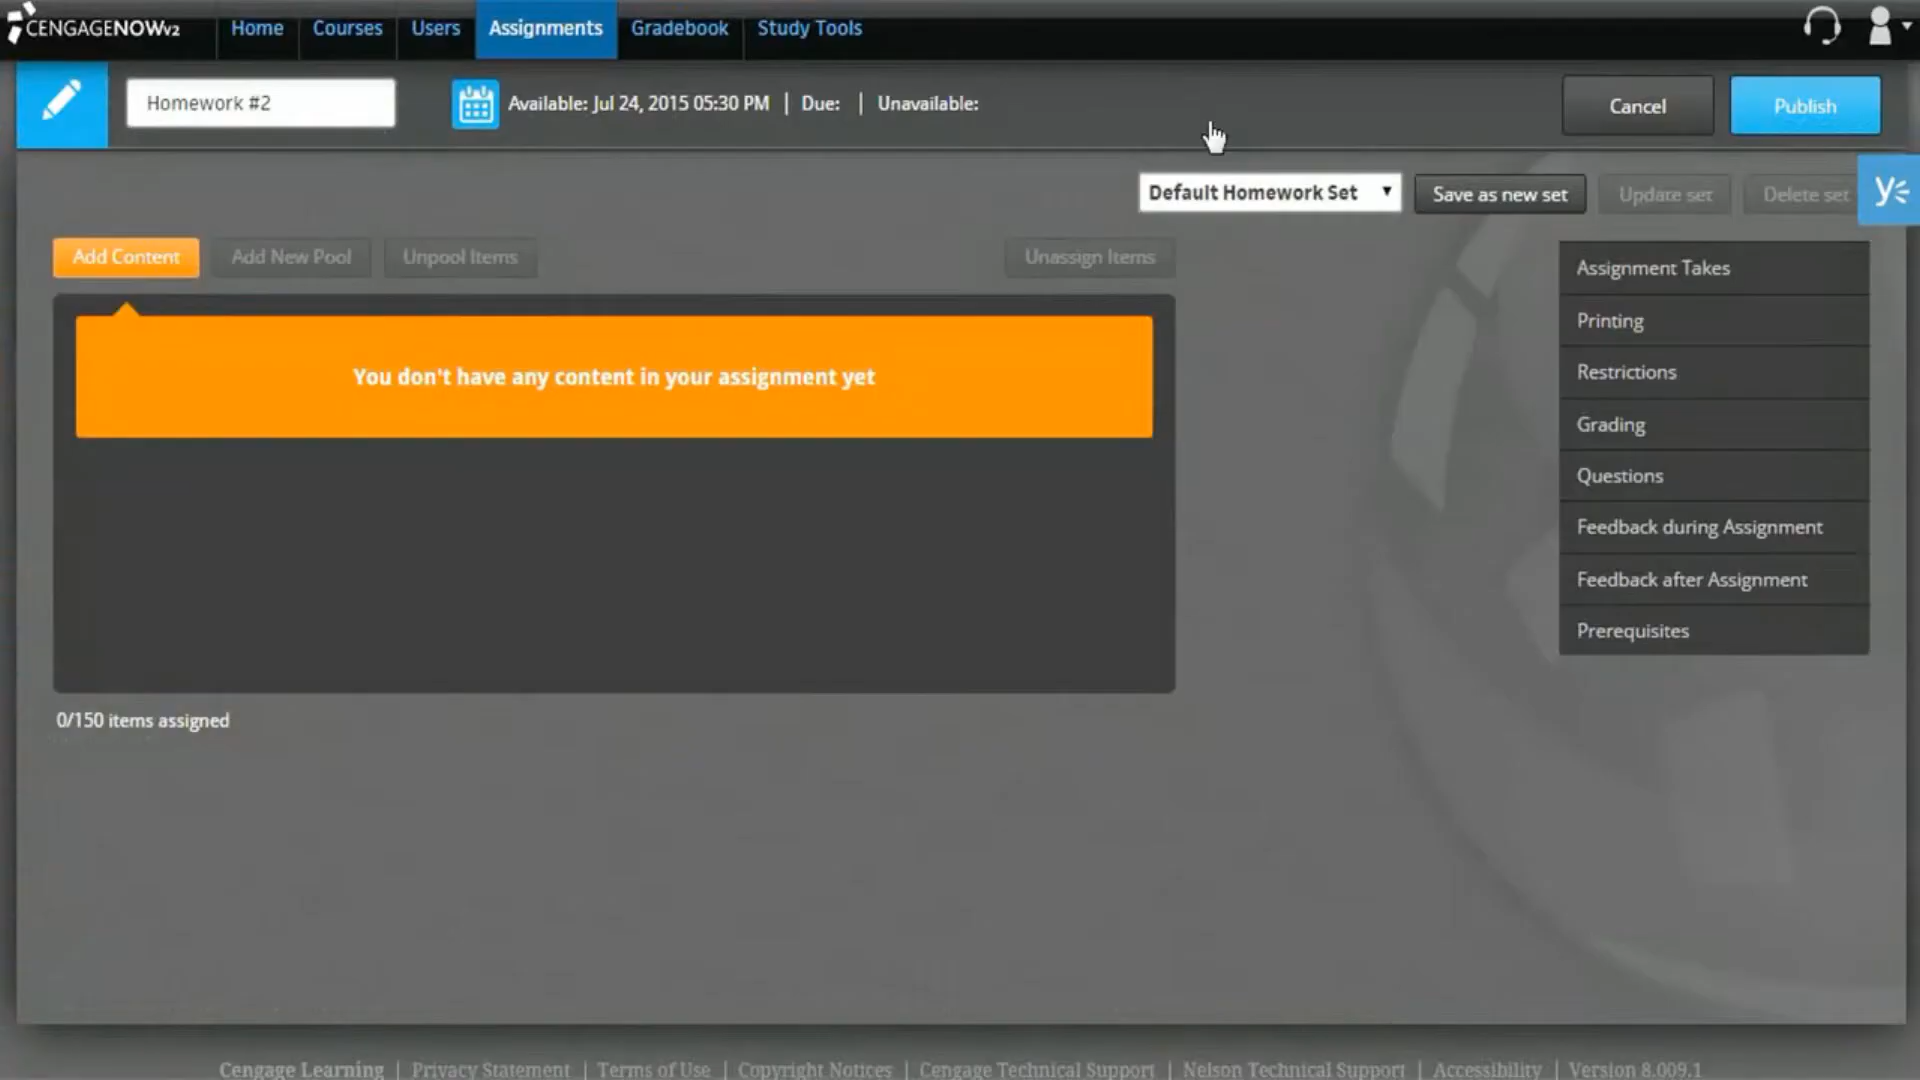 CENGAGENOWv2 Home Courses Users Assignments Gradebook Study Tools
Homework #2 Available: Jul 24, 2015 05:30 PM | Due: | Unavailable: Cancel Publish
Default Homework Set Save as new set Update set Delete set
Add Content Add New Pool Unpool Items Unassign Items
You don't have any content in your assignment yet
Assignment Takes
Printing
Restrictions
Grading
Questions
Feedback during Assignment
Feedback after Assignment
Prerequisites
0/150 items assigned
Cengage Learning | Privacy Statement | Terms of Use | Copyright Notices | Cengage Technical Support | Nelson Technical Support | Accessibility | Version 8.009.1